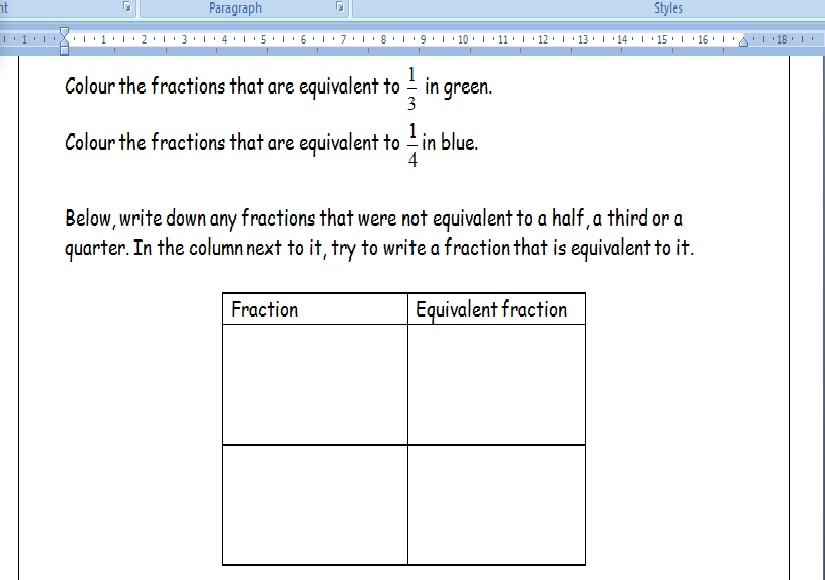 nt Paragraph Styles
1 1 2 3 4 5 6 7 8 9 10 11 12 13 14 15 16 18
Colour the fractions that are equivalent to 1/3 in green.
Colour the fractions that are equivalent to 1/4 in blue.
Below, write down any fractions that were not equivalent to a half, a third or a
quarter. In the column next to it, try to write a fraction that is equivalent to it.
Fraction Equivalent fraction